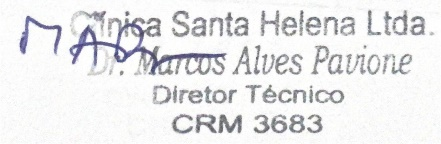 Clínica Santa Helena Ltda.
Dr. Marcos Alves Pavione
Diretor Técnico
CRM 3683